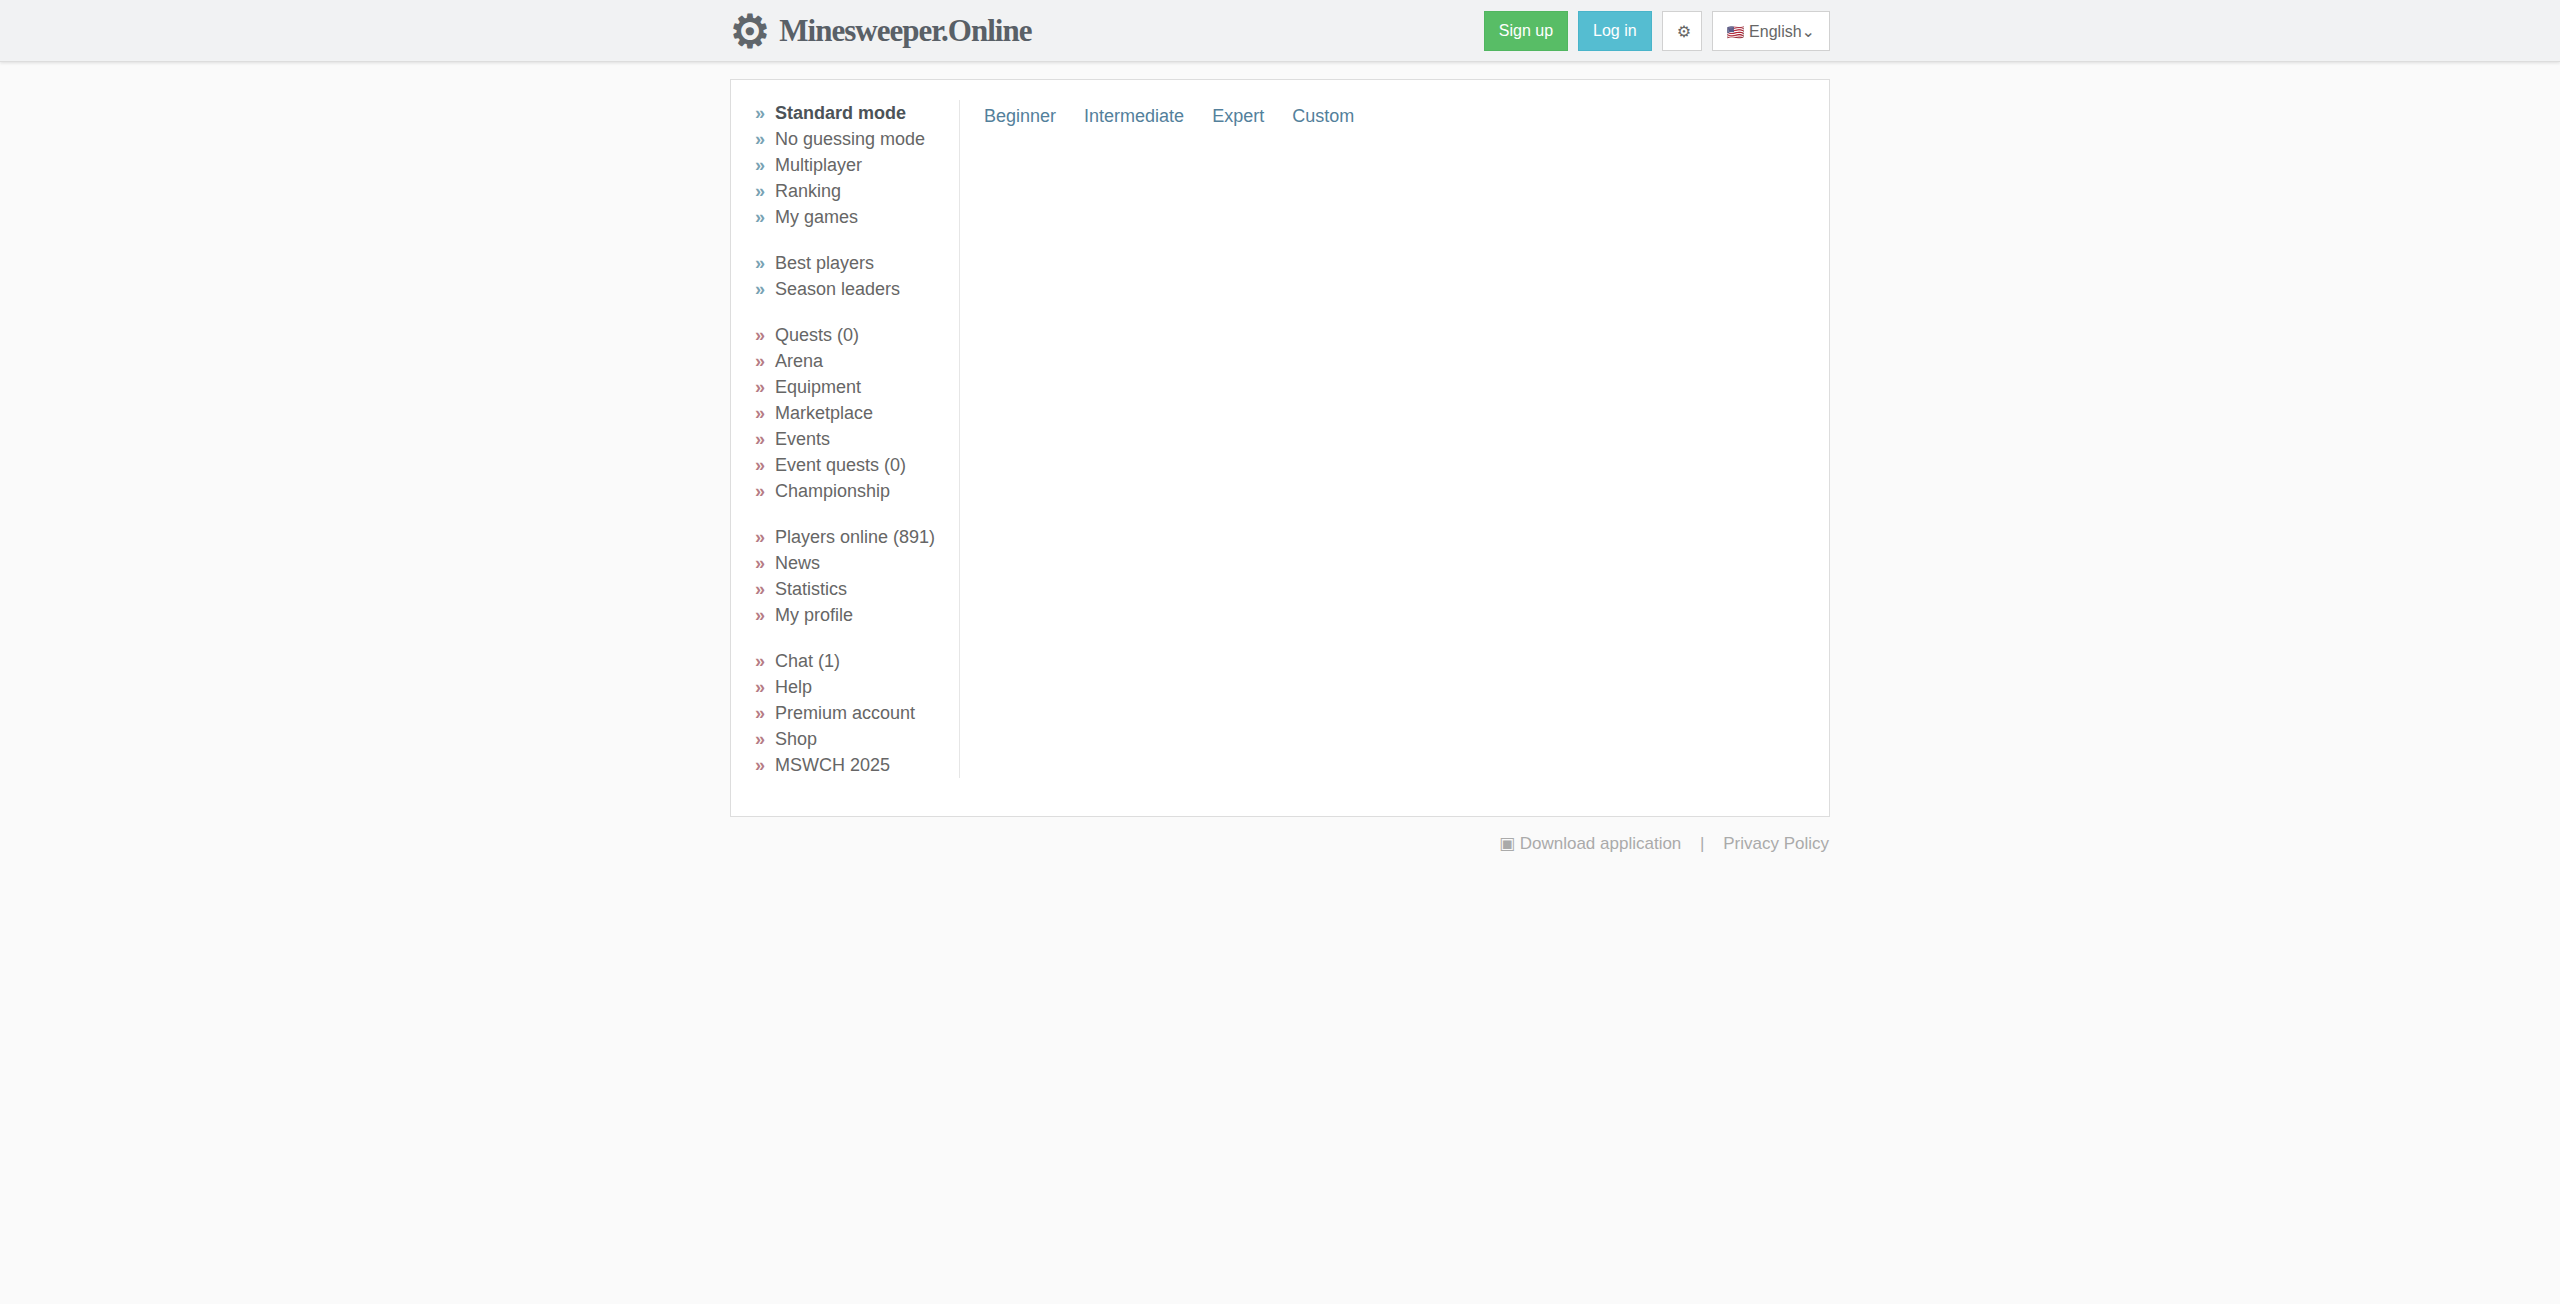 Minesweeper.Online
Sign up
Log in
English
» Standard mode
» No guessing mode
» Multiplayer
» Ranking
» My games
» Best players
» Season leaders
» Quests (0)
» Arena
» Equipment
» Marketplace
» Events
» Event quests (0)
» Championship
» Players online (891)
» News
» Statistics
» My profile
» Chat (1)
» Help
» Premium account
» Shop
» MSWCH 2025
Beginner Intermediate Expert Custom
Download application | Privacy Policy